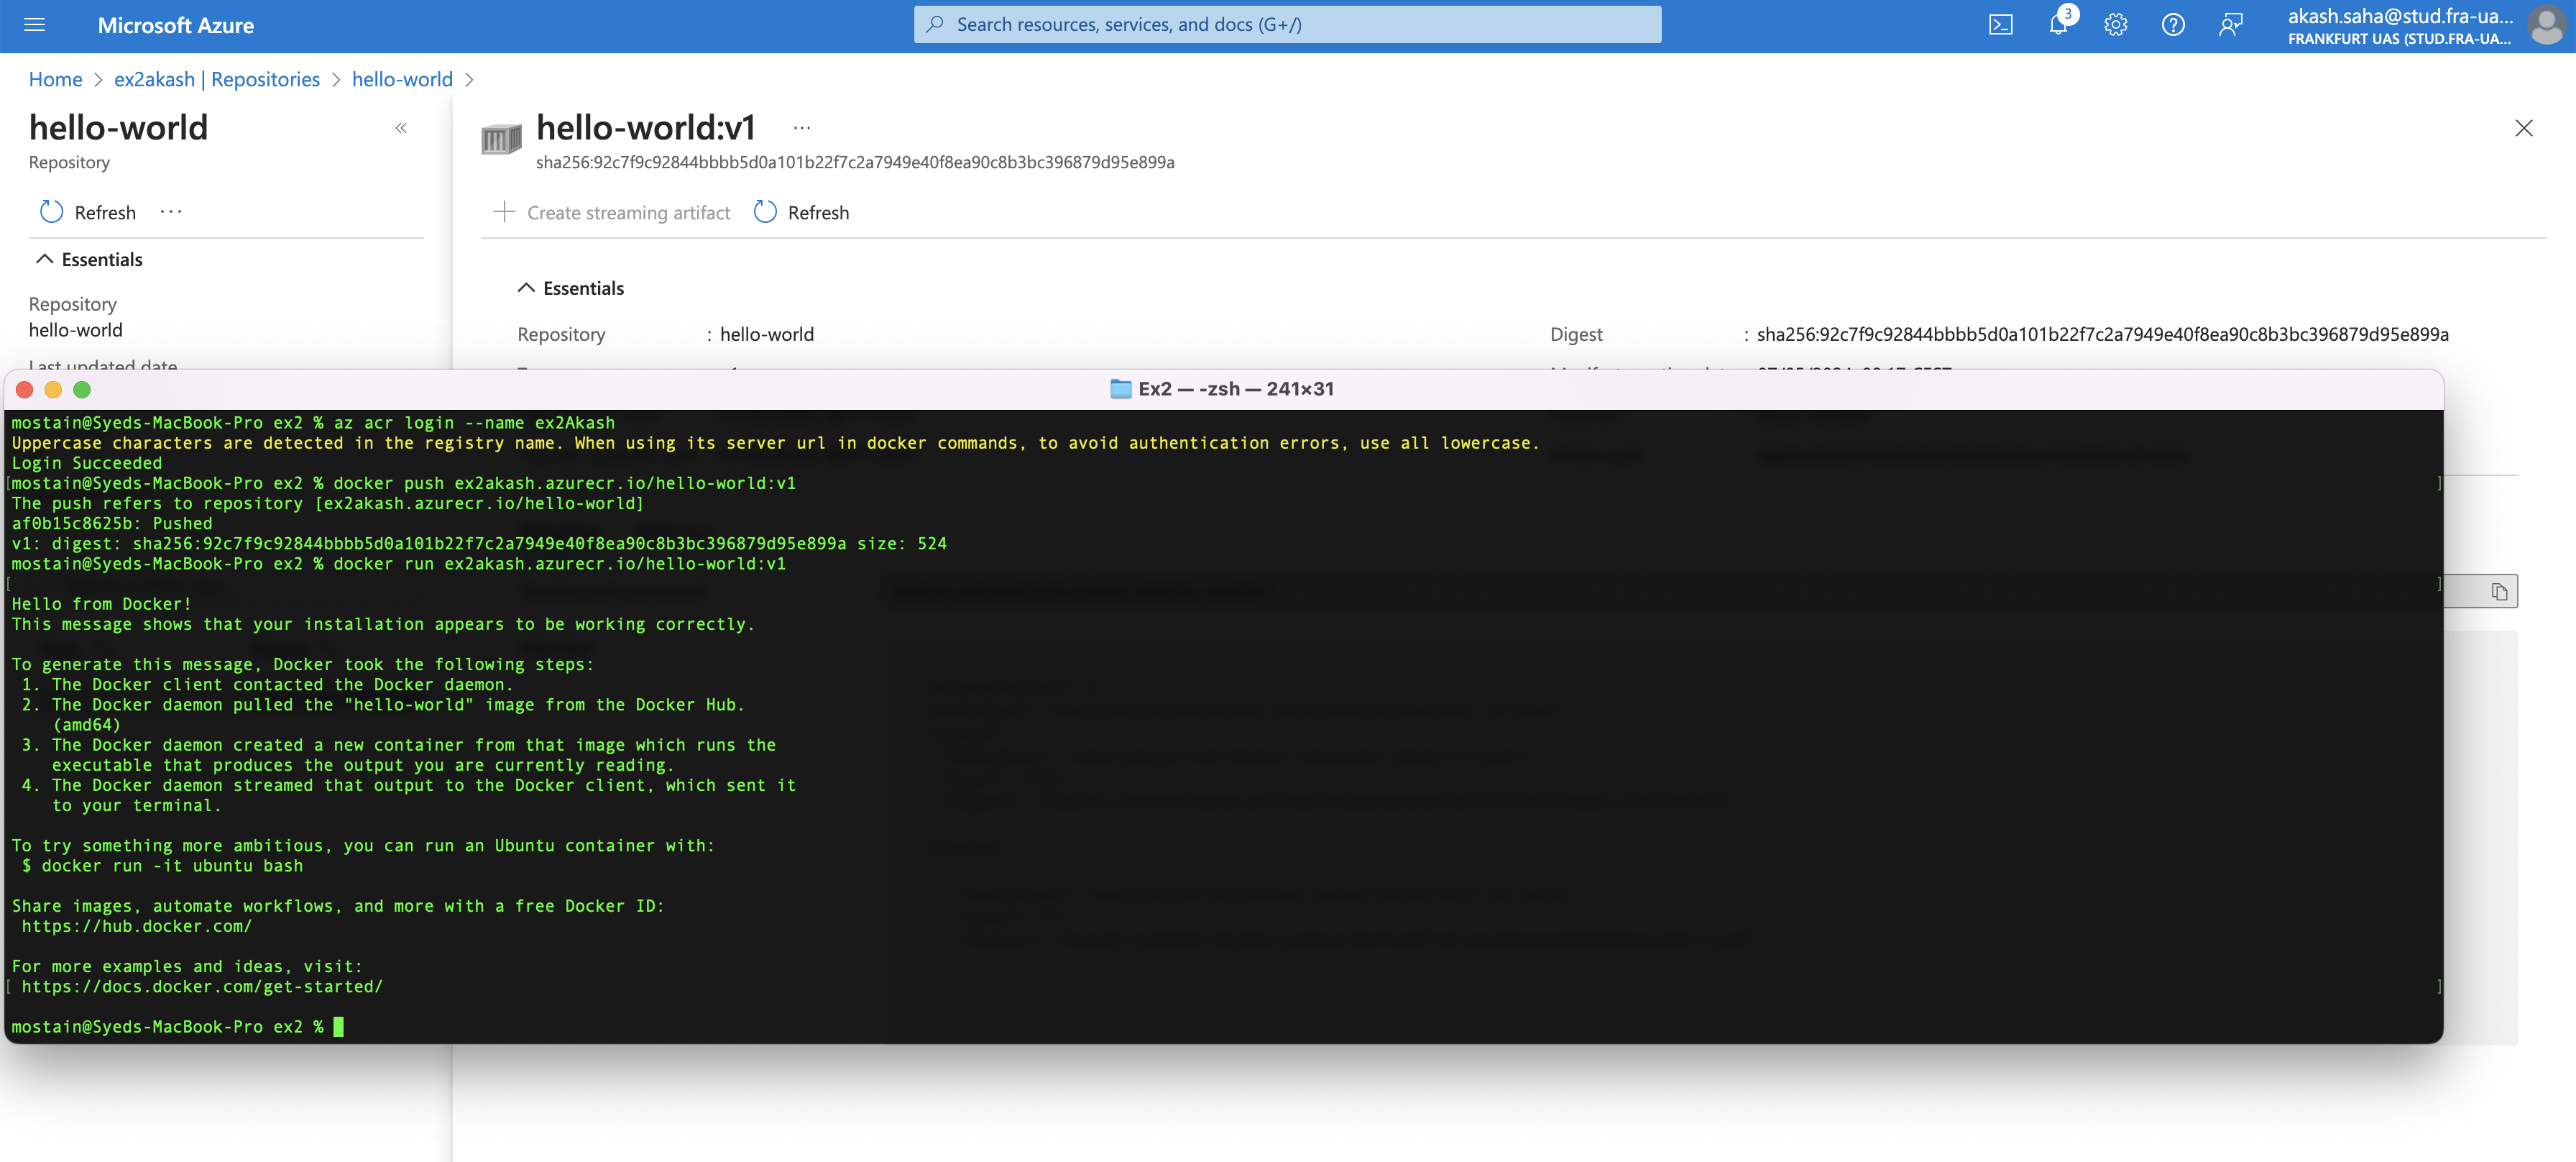 Microsoft Azure
Search resources, services, and docs (G+/)
3
akash.saha@stud.fra-ua...
FRANKFURT UAS (STUD.FRA-UA...
Home > ex2akash | Repositories > hello-world >
hello-world
«
Repository
Refresh ...
Essentials
Repository
hello-world
Last updated date
hello-world:v1 ...
sha256:92c7f9c92844bbbb5d0a101b22f7c2a7949e40f8ea90c8b3bc396879d95e899a
Create streaming artifact Refresh
Essentials
Repository : hello-world
Digest : sha256:92c7f9c92844bbbb5d0a101b22f7c2a7949e40f8ea90c8b3bc396879d95e899a
Ex2 — -zsh — 241×31
mostain@Syeds-MacBook-Pro ex2 % az acr login --name ex2Akash
Uppercase characters are detected in the registry name. When using its server url in docker commands, to avoid authentication errors, use all lowercase.
Login Succeeded
[mostain@Syeds-MacBook-Pro ex2 % docker push ex2akash.azurecr.io/hello-world:v1 ]
The push refers to repository [ex2akash.azurecr.io/hello-world]
af0b15c8625b: Pushed
v1: digest: sha256:92c7f9c92844bbbb5d0a101b22f7c2a7949e40f8ea90c8b3bc396879d95e899a size: 524
mostain@Syeds-MacBook-Pro ex2 % docker run ex2akash.azurecr.io/hello-world:v1
[ ]
Hello from Docker!
This message shows that your installation appears to be working correctly.
To generate this message, Docker took the following steps:
1. The Docker client contacted the Docker daemon.
2. The Docker daemon pulled the "hello-world" image from the Docker Hub.
(amd64)
3. The Docker daemon created a new container from that image which runs the
executable that produces the output you are currently reading.
4. The Docker daemon streamed that output to the Docker client, which sent it
to your terminal.
To try something more ambitious, you can run an Ubuntu container with:
$ docker run -it ubuntu bash
Share images, automate workflows, and more with a free Docker ID:
https://hub.docker.com/
For more examples and ideas, visit:
[ https://docs.docker.com/get-started/ ]
mostain@Syeds-MacBook-Pro ex2 %